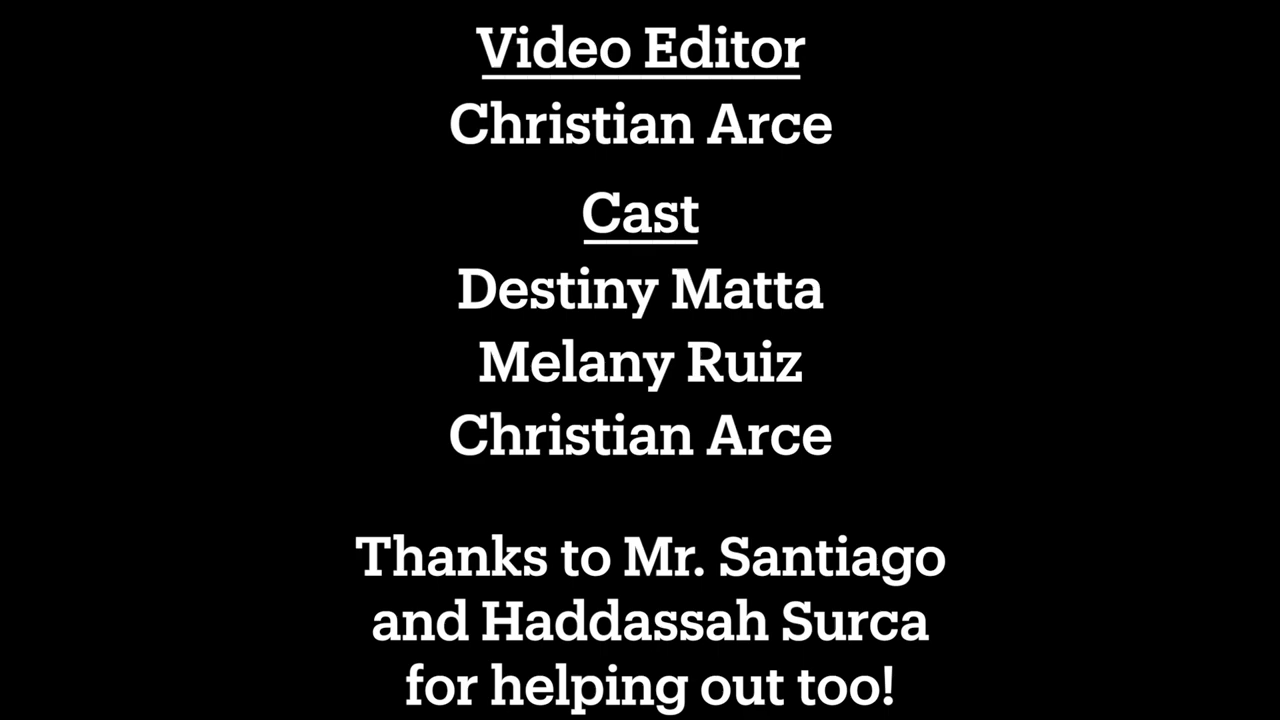 Video Editor
Christian Arce
Cast
Destiny Matta
Melany Ruiz
Christian Arce
Thanks to Mr. Santiago
and Haddassah Surca
for helping out too!